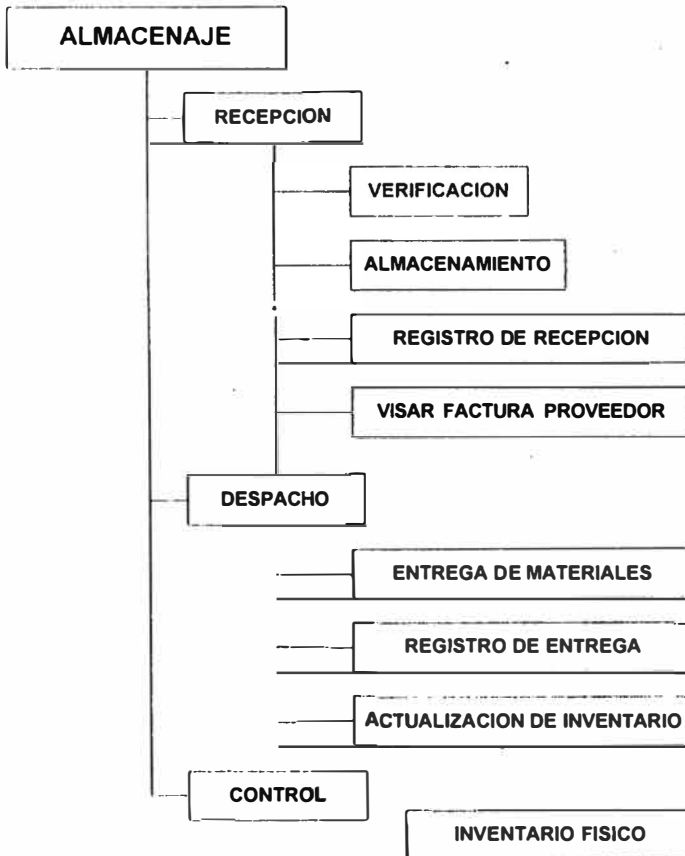 ALMACENAJE
RECEPCION
VERIFICACION
ALMACENAMIENTO
REGISTRO DE RECEPCION
VISAR FACTURA PROVEEDOR
DESPACHO
ENTREGA DE MATERIALES
REGISTRO DE ENTREGA
ACTUALIZACION DE INVENTARIO
CONTROL
INVENTARIO FISICO